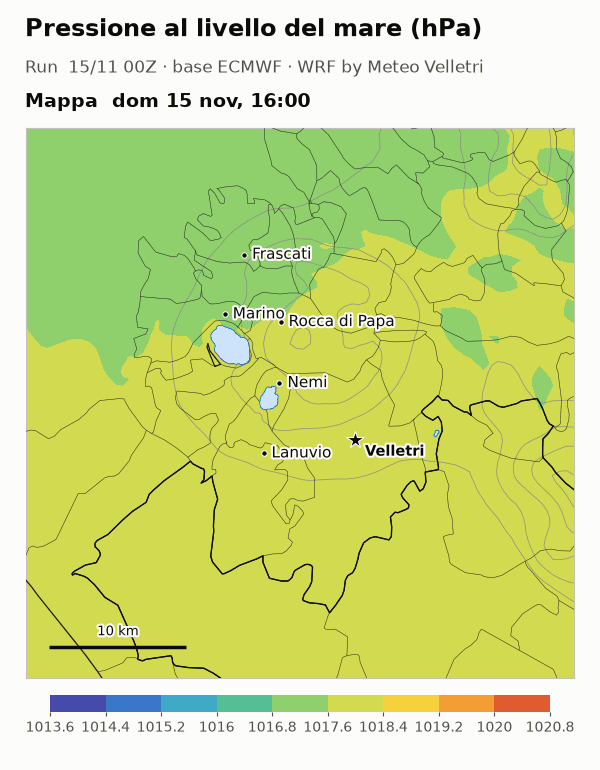 Pressione al livello del mare (hPa)
Run  15/11 00Z · base ECMWF · WRF by Meteo Velletri
Mappa  dom 15 nov, 16:00
Frascati
Marino
Rocca di Papa
Nemi
Velletri
Lanuvio
10 km
1013.6 1014.4 1015.2 1016 1016.8 1017.6 1018.4 1019.2 1020 1020.8